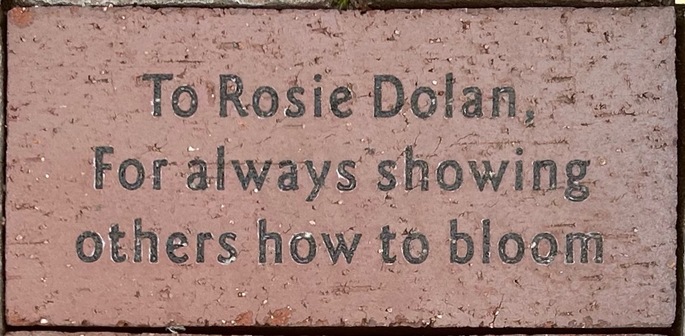 To Rosie Dolan,
For always showing
others how to bloom